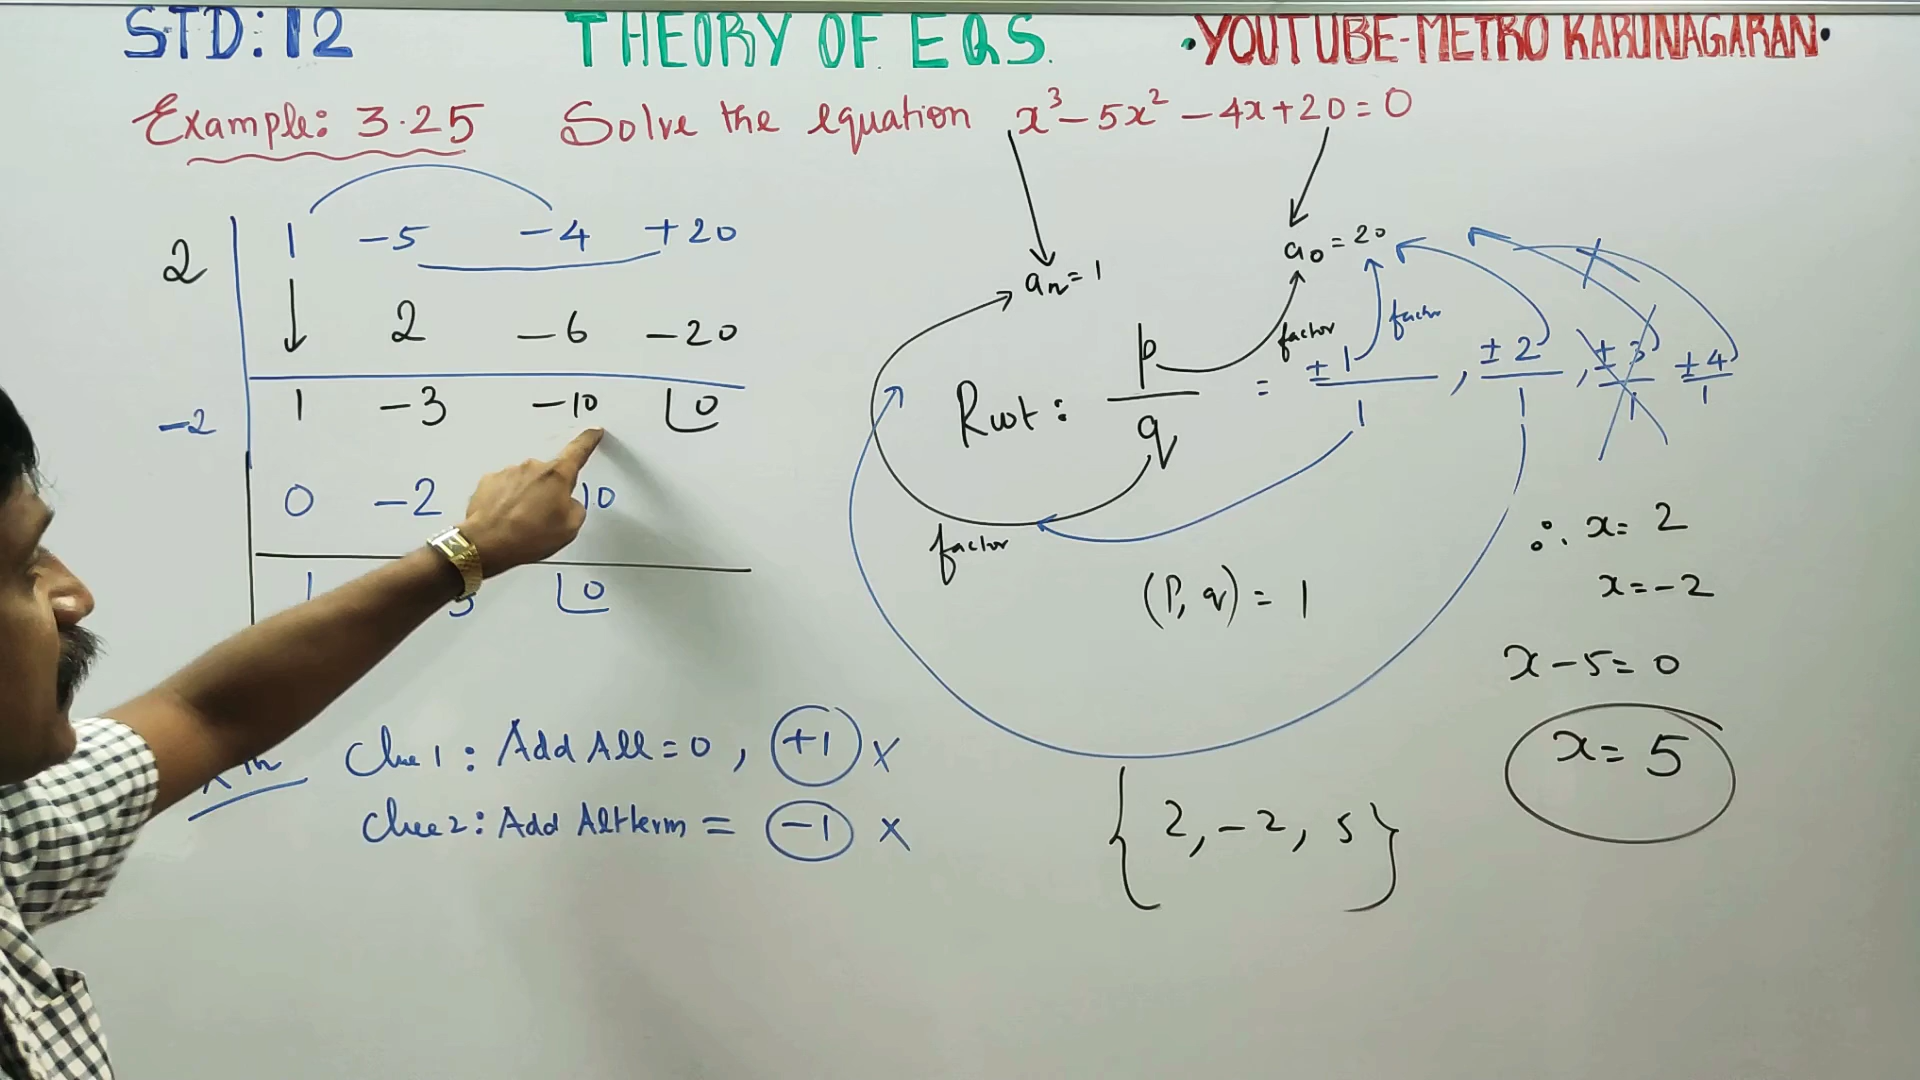 STD: 12 THEORY OF EQS. •YOUTUBE-METRO KARUNAGARAN•
Example: 3.25 Solve the equation x³ - 5x² - 4x + 20 = 0
2 1 -5 -4 +20
2 -6 -20
-2 1 -3 -10 0
0 -2 10
1 5 0
aₙ = 1
a₀ = 20
factor
factor
Root: p/q = ±1/1, ±2/1, ±3/1 ±4/1
factor
(p, q) = 1
∴ x = 2
x = -2
x - 5 = 0
x = 5
Clue 1: Add All = 0, +1 x
Clue 2: Add Alt term = -1 x
{2, -2, 5}